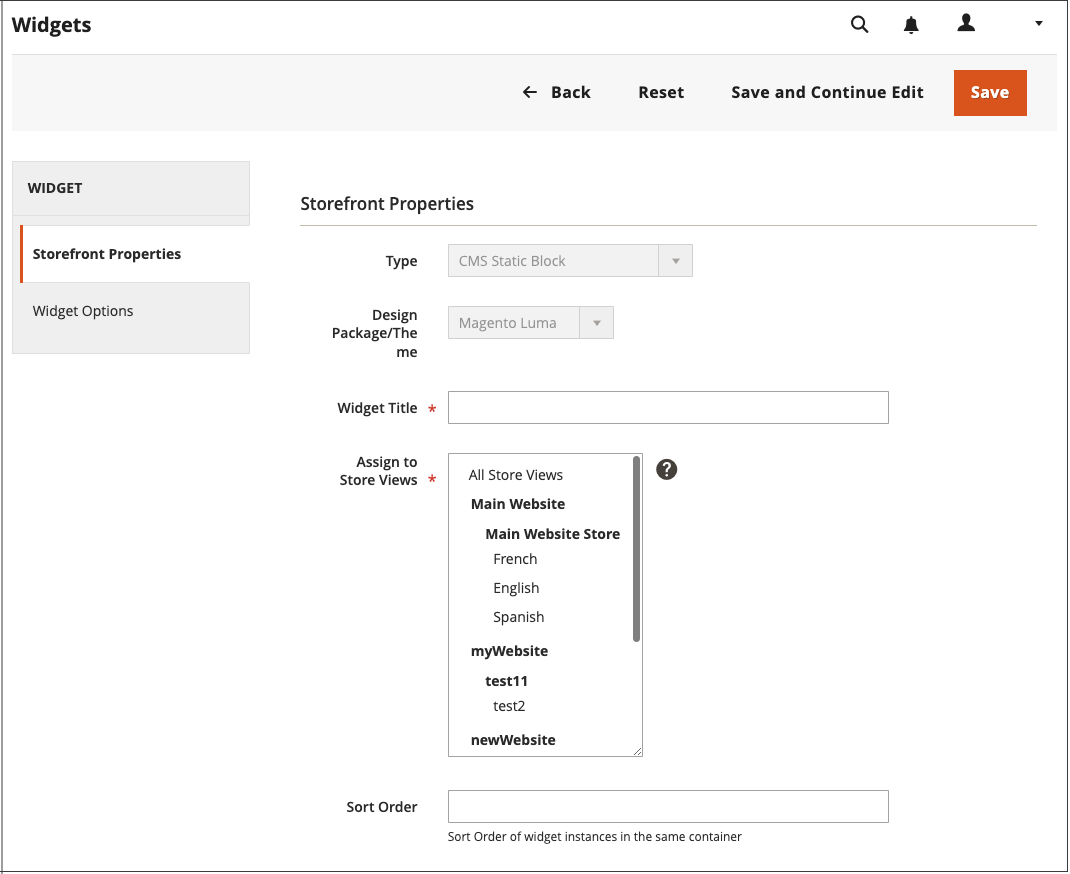 Widgets
← Back Reset Save and Continue Edit Save
WIDGET
Storefront Properties
Widget Options
Storefront Properties
Type
CMS Static Block
Design
Package/The
me
Magento Luma
Widget Title *
Assign to
Store Views *
All Store Views
Main Website
Main Website Store
French
English
Spanish
myWebsite
test11
test2
newWebsite
?
Sort Order
Sort Order of widget instances in the same container